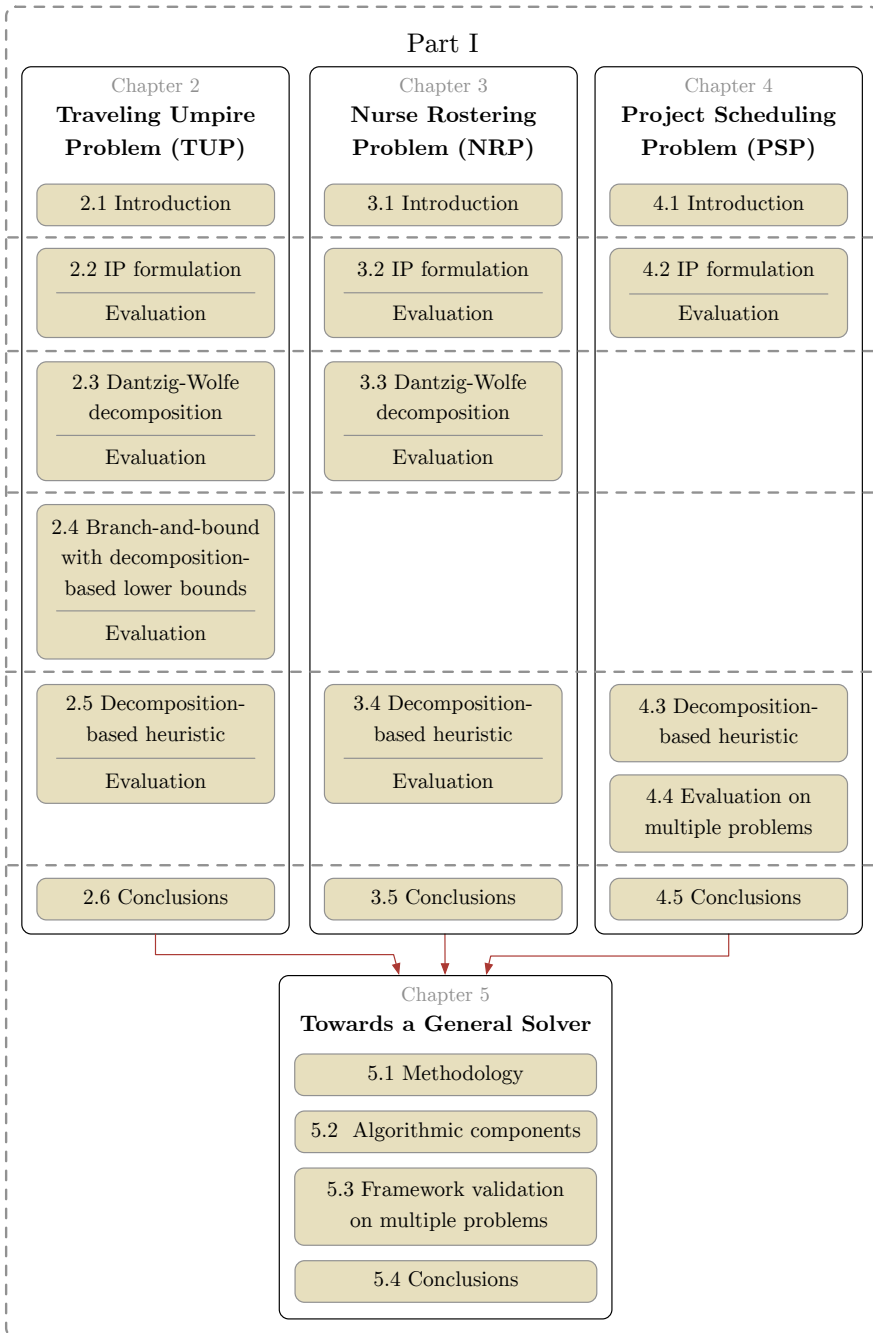 Part I
Chapter 2
Traveling Umpire
Problem (TUP)
2.1 Introduction
2.2 IP formulation
Evaluation
2.3 Dantzig-Wolfe
decomposition
Evaluation
2.4 Branch-and-bound
with decomposition-
based lower bounds
Evaluation
2.5 Decomposition-
based heuristic
Evaluation
2.6 Conclusions
Chapter 3
Nurse Rostering
Problem (NRP)
3.1 Introduction
3.2 IP formulation
Evaluation
3.3 Dantzig-Wolfe
decomposition
Evaluation
3.4 Decomposition-
based heuristic
Evaluation
3.5 Conclusions
Chapter 4
Project Scheduling
Problem (PSP)
4.1 Introduction
4.2 IP formulation
Evaluation
4.3 Decomposition-
based heuristic
4.4 Evaluation on
multiple problems
4.5 Conclusions
Chapter 5
Towards a General Solver
5.1 Methodology
5.2 Algorithmic components
5.3 Framework validation
on multiple problems
5.4 Conclusions